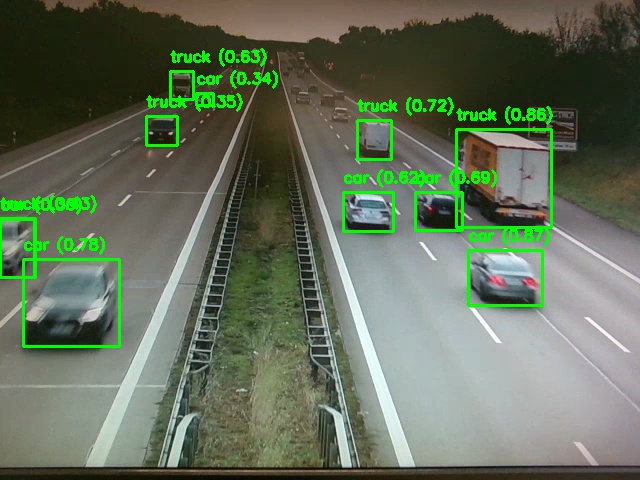 truck (0.63)
car (0.34)
truck (0.35)
truck (0.72)
truck (0.86)
car (0.62)
car (0.69)
car (0.78)
car (0.87)